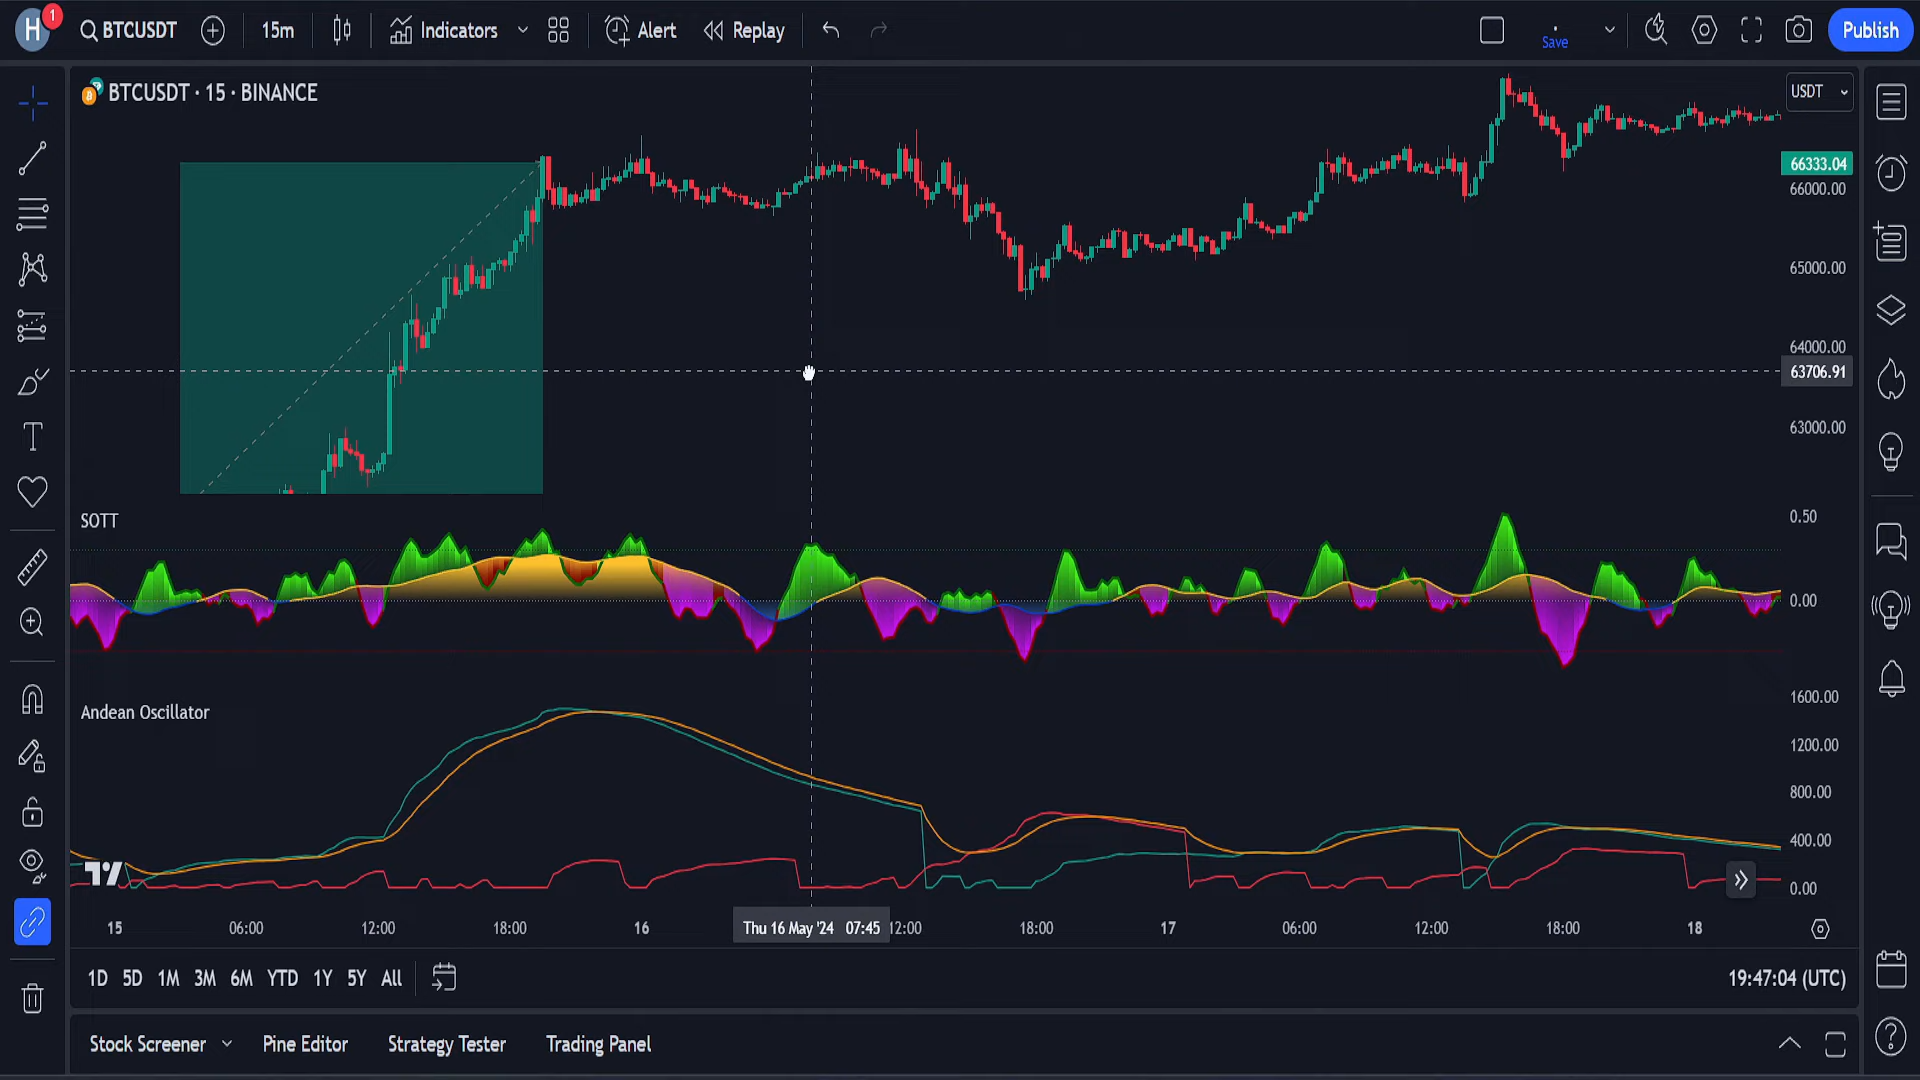 H
1
BTCUSDT
15m
Indicators
Alert
Replay
Save
Publish
BTCUSDT · 15 · BINANCE
USDT
66333.04
66000.00
65000.00
64000.00
63706.91
63000.00
SOTT
0.50
0.00
Andean Oscillator
1600.00
1200.00
800.00
400.00
0.00
15 06:00 12:00 18:00 16 Thu 16 May '24 07:45 12:00 18:00 17 06:00 12:00 18:00 18
1D 5D 1M 3M 6M YTD 1Y 5Y All
19:47:04 (UTC)
Stock Screener Pine Editor Strategy Tester Trading Panel